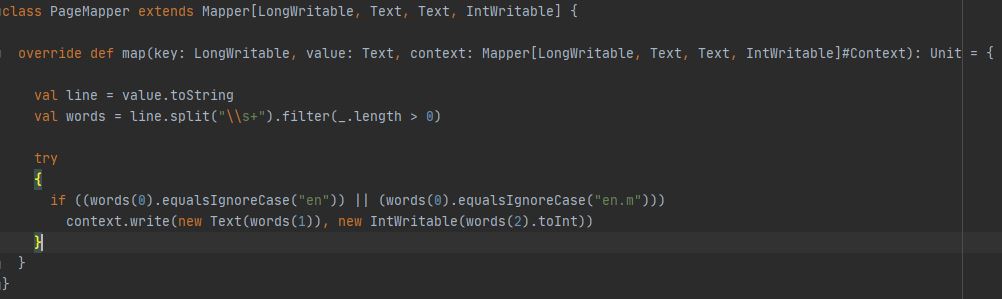 class PageMapper extends Mapper[LongWritable, Text, Text, IntWritable] {
override def map(key: LongWritable, value: Text, context: Mapper[LongWritable, Text, Text, IntWritable]#Context): Unit = {
val line = value.toString
val words = line.split("\\s+").filter(_.length > 0)
try
{
if ((words(0).equalsIgnoreCase("en")) || (words(0).equalsIgnoreCase("en.m")))
context.write(new Text(words(1)), new IntWritable(words(2).toInt))
}
}
}